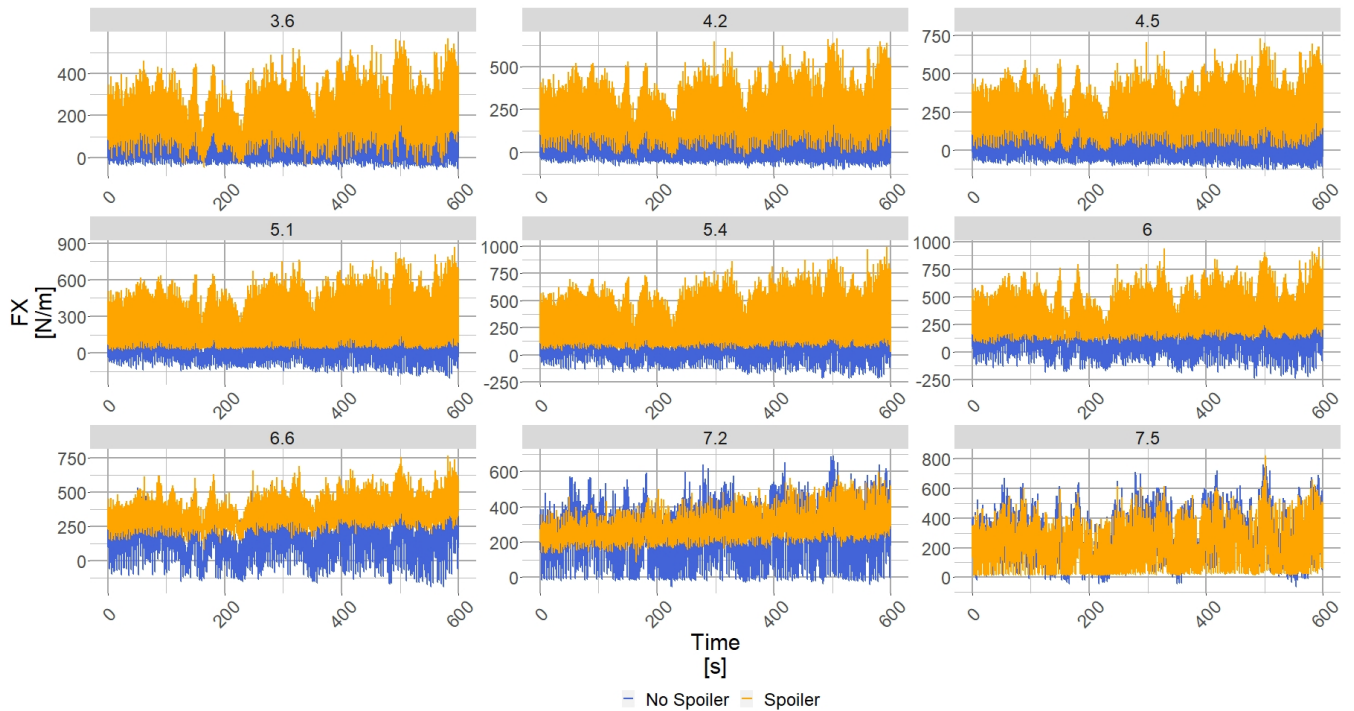 3.6 4.2 4.5
400 200 0
500 250 0
750 500 250 0
0 200 400 600
0 200 400 600
0 200 400 600
5.1 5.4 6
900 600 300 0
1000 750 500 250 0 -250
1000 750 500 250 0 -250
FX
[N/m]
0 200 400 600
0 200 400 600
0 200 400 600
6.6 7.2 7.5
750 500 250 0
600 400 200 0
800 600 400 200 0
0 200 400 600
0 200 400 600
0 200 400 600
Time
[s]
No Spoiler Spoiler